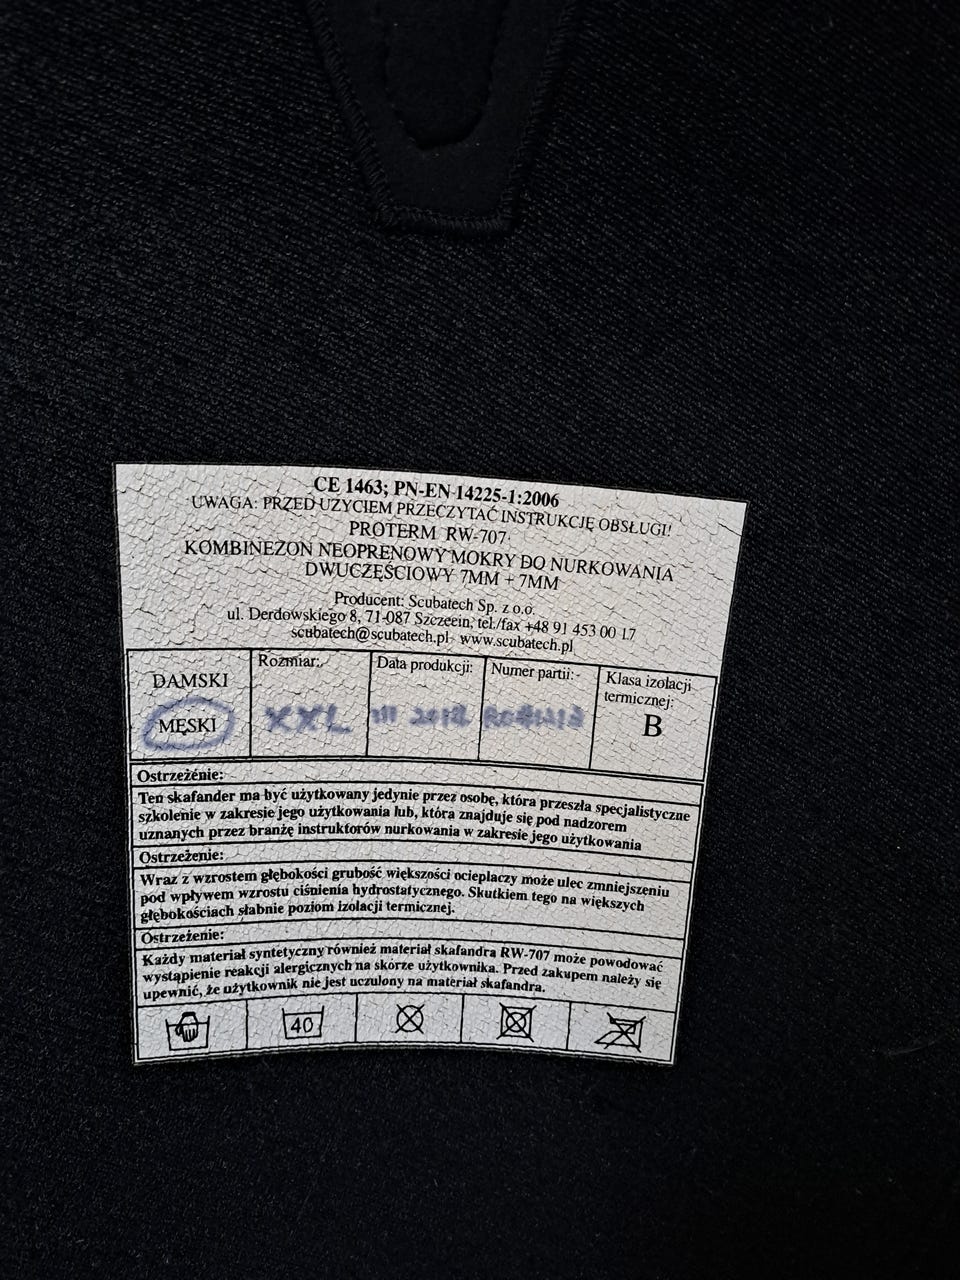 CE 1463; PN-EN 14225-1:2006
UWAGA: PRZED UŻYCIEM PRZECZYTAĆ INSTRUKCJĘ OBSŁUGI!
PROTERM RW-707
KOMBINEZON NEOPRENOWY MOKRY DO NURKOWANIA
DWUCZĘŚCIOWY 7MM + 7MM
Producent: Scubatech Sp. z o.o.
ul. Derdowskiego 8, 71-087 Szczecin, tel./fax +48 91 453 00 17
scubatech@scubatech.pl www.scubatech.pl
DAMSKI
MĘSKI
Rozmiar:
XXL
Data produkcji:
III 2012
Numer partii:
Klasa izolacji
termicznej:
B
Ostrzeżenie:
Ten skafander ma być użytkowany jedynie przez osobę, która przeszła specjalistyczne
szkolenie w zakresie jego użytkowania lub, która znajduje się pod nadzorem
uznanych przez branżę instruktorów nurkowania w zakresie jego użytkowania
Ostrzeżenie:
Wraz z wzrostem głębokości grubość większości ocieplaczy może ulec zmniejszeniu
pod wpływem wzrostu ciśnienia hydrostatycznego. Skutkiem tego na większych
głębokościach słabnie poziom izolacji termicznej.
Ostrzeżenie:
Każdy materiał syntetyczny również materiał skafandra RW-707 może powodować
wystąpienie reakcji alergicznych na skórze użytkownika. Przed zakupem należy się
upewnić, że użytkownik nie jest uczulony na materiał skafandra.
40